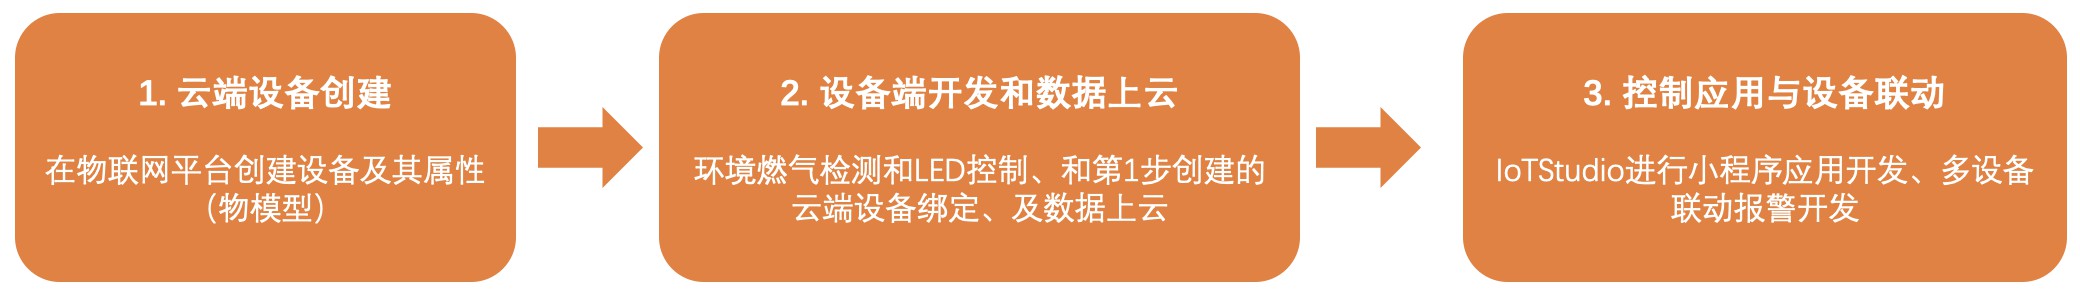 1. 云端设备创建
在物联网平台创建设备及其属性
（物模型）
2. 设备端开发和数据上云
环境燃气检测和LED控制、和第1步创建的
云端设备绑定、及数据上云
3. 控制应用与设备联动
IoTStudio进行小程序应用开发、多设备
联动报警开发